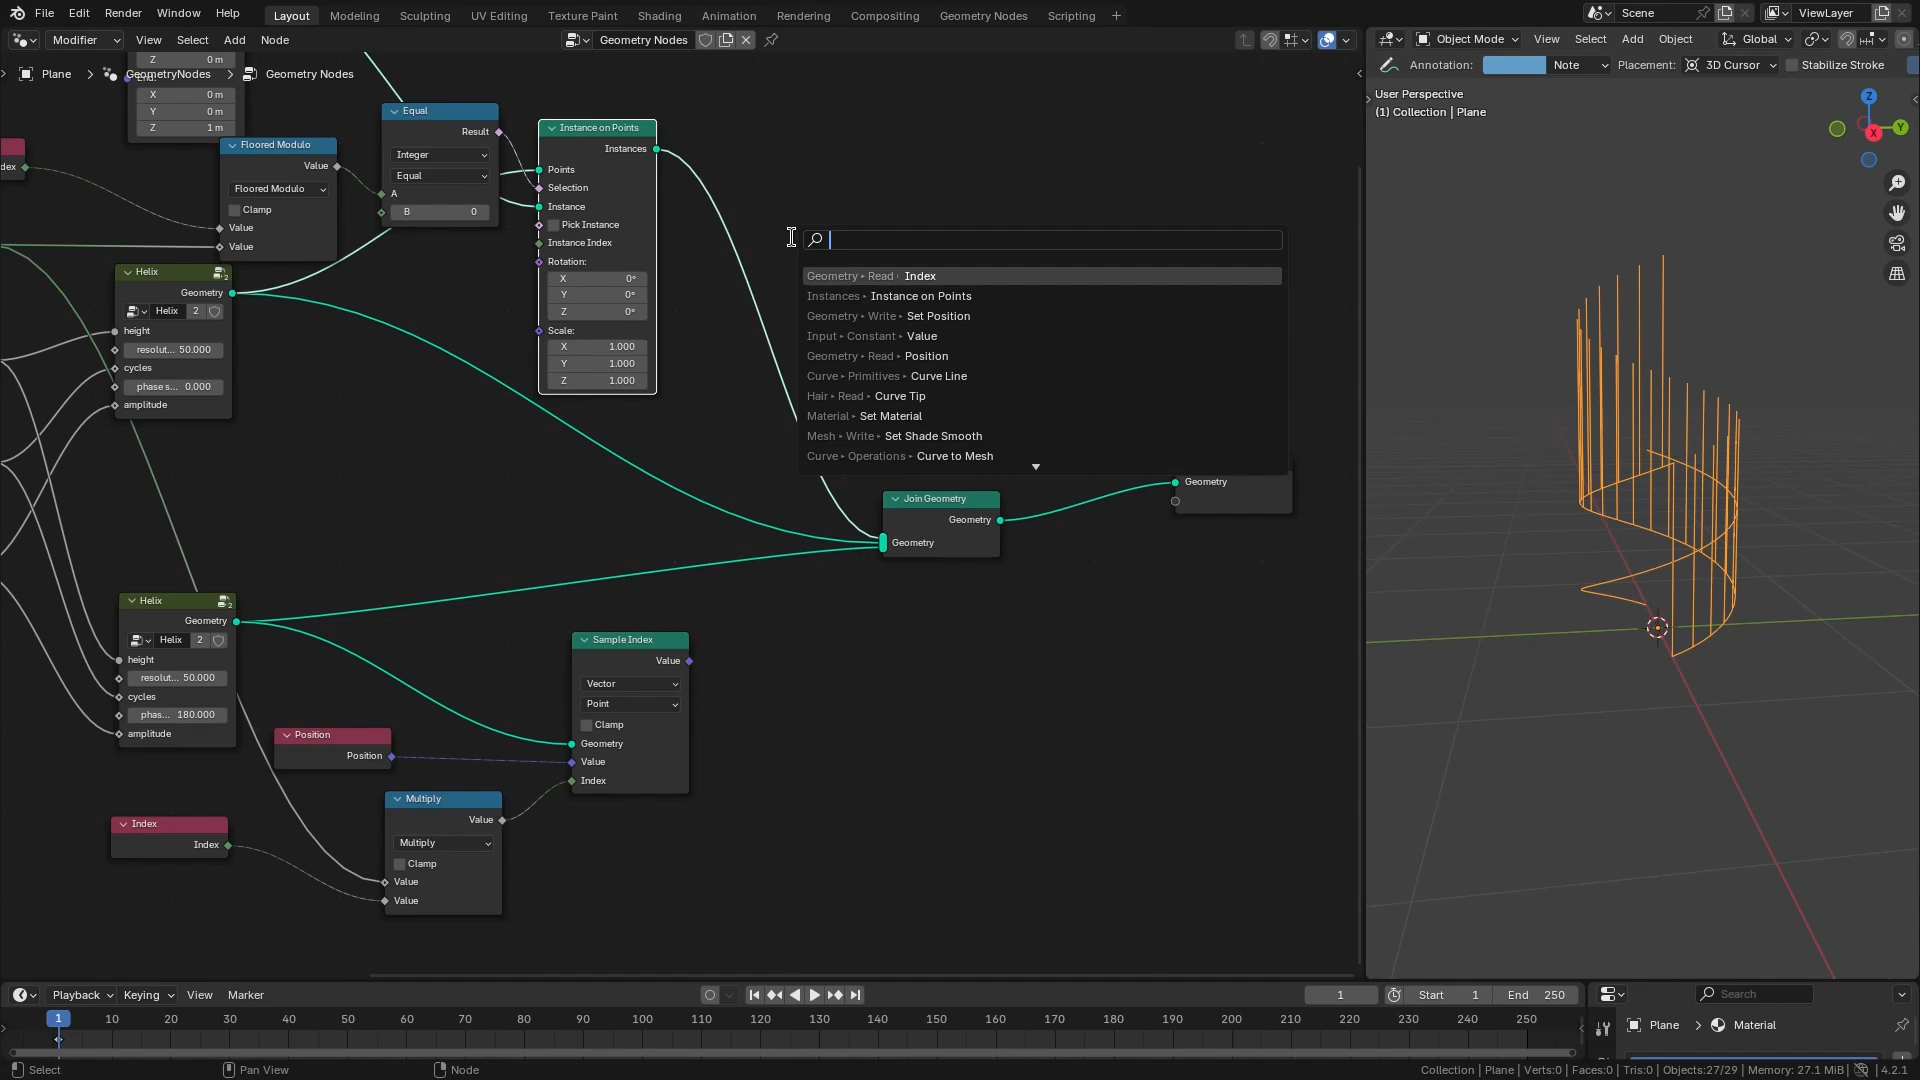 File Edit Render Window Help Layout Modeling Sculpting UV Editing Texture Paint Shading Animation Rendering Compositing Geometry Nodes Scripting + Scene ViewLayer
Modifier View Select Add Node Geometry Nodes Object Mode View Select Add Object Global
Annotation: Note Placement: 3D Cursor Stabilize Stroke
Plane > GeometryNodes > Geometry Nodes
Z 0 m
X 0 m
Y 0 m
Z 1 m
dex
Floored Modulo
Value
Floored Modulo
Clamp
Value
Value
Equal
Result
Integer
Equal
A
B 0
Instance on Points
Instances
Points
Selection
Instance
Pick Instance
Instance Index
Rotation:
X 0°
Y 0°
Z 0°
Scale:
X 1.000
Y 1.000
Z 1.000
Helix
Geometry
Helix 2
height
resolut... 50.000
cycles
phase s... 0.000
amplitude
Geometry ▸ Read ▸ Index
Instances ▸ Instance on Points
Geometry ▸ Write ▸ Set Position
Input ▸ Constant ▸ Value
Geometry ▸ Read ▸ Position
Curve ▸ Primitives ▸ Curve Line
Hair ▸ Read ▸ Curve Tip
Material ▸ Set Material
Mesh ▸ Write ▸ Set Shade Smooth
Curve ▸ Operations ▸ Curve to Mesh
Geometry
Join Geometry
Geometry
Geometry
Helix
Geometry
Helix 2
height
resolut... 50.000
cycles
phas... 180.000
amplitude
Sample Index
Value
Vector
Point
Clamp
Geometry
Value
Index
Position
Position
Multiply
Value
Multiply
Clamp
Value
Value
Index
Index
User Perspective
(1) Collection | Plane
Z
Y
X
Playback Keying View Marker 1 Start 1 End 250
1 10 20 30 40 50 60 70 80 90 100 110 120 130 140 150 160 170 180 190 200 210 220 230 240 250
Search
Plane > Material
Select Pan View Node Collection | Plane | Verts:0 | Faces:0 | Tris:0 | Objects:27/29 | Memory: 27.1 MiB | 4.2.1